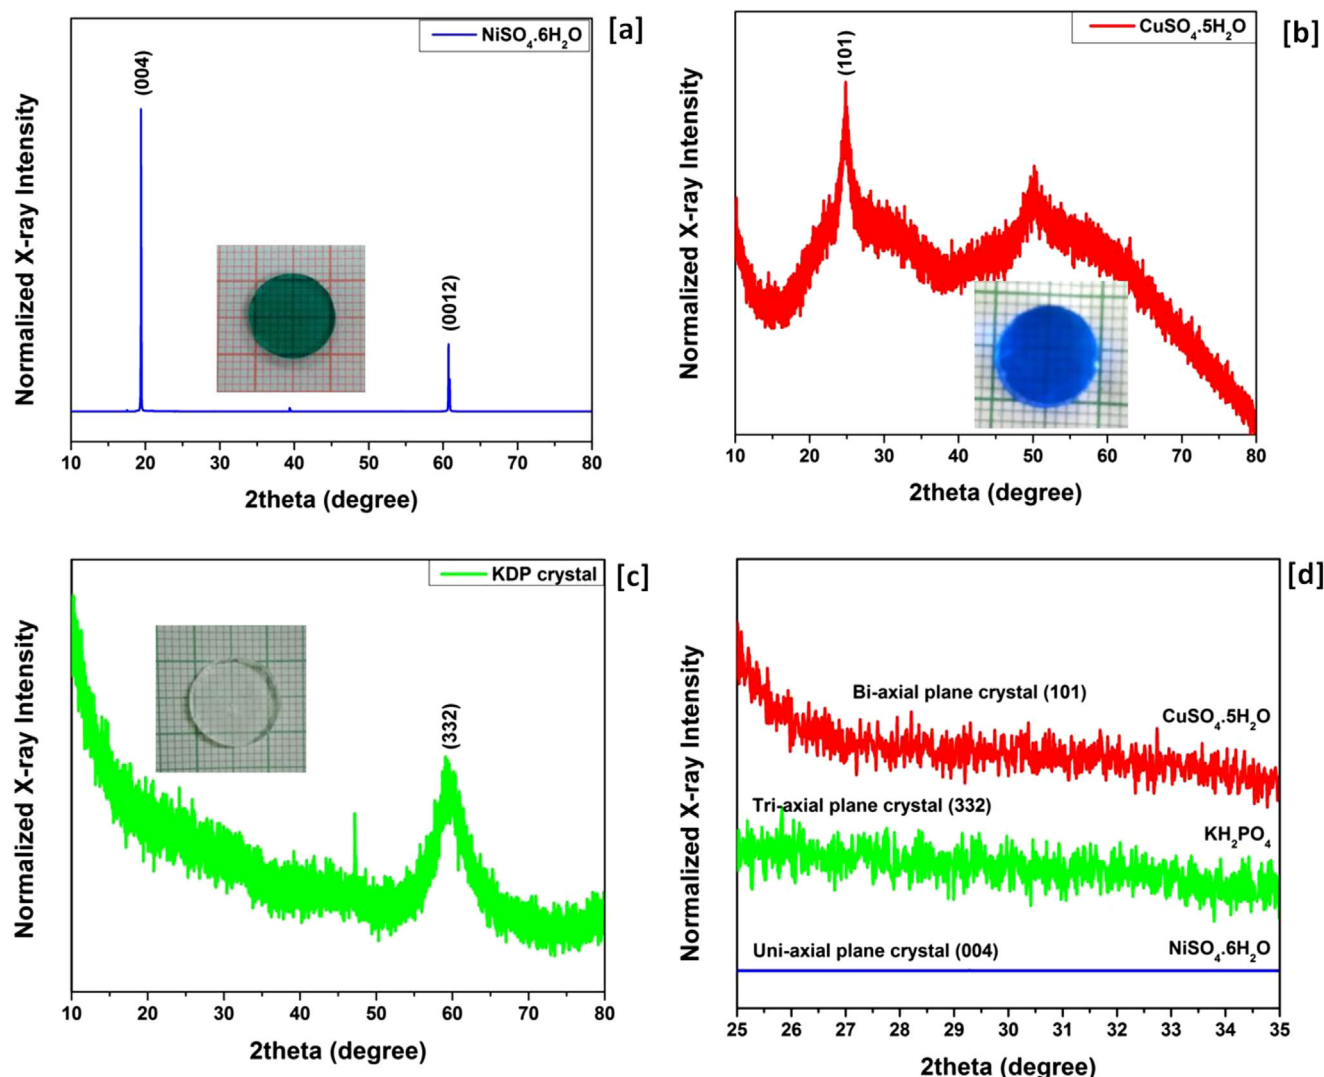 [a]
NiSO₄.6H₂O
(004)
(0012)
Normalized X-ray Intensity
10 20 30 40 50 60 70 80
2theta (degree)
[b]
CuSO₄.5H₂O
(101)
Normalized X-ray Intensity
10 20 30 40 50 60 70 80
2theta (degree)
[c]
KDP crystal
(332)
Normalized X-ray Intensity
10 20 30 40 50 60 70 80
2theta (degree)
[d]
Bi-axial plane crystal (101)
CuSO₄.5H₂O
Tri-axial plane crystal (332)
KH₂PO₄
Uni-axial plane crystal (004)
NiSO₄.6H₂O
Normalized X-ray Intensity
25 26 27 28 29 30 31 32 33 34 35
2theta (degree)